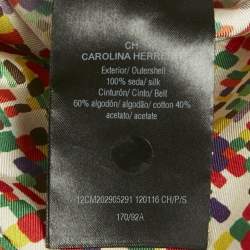 CH
CAROLINA HERRERA
Exterior/ Outershell
100% seda/ silk
Cinturón/ Cinto/ Belt
60% algodón/ algodão/ cotton 40%
acetato/ acetate
12CM202905291 120116 CH/P/S
170/92A